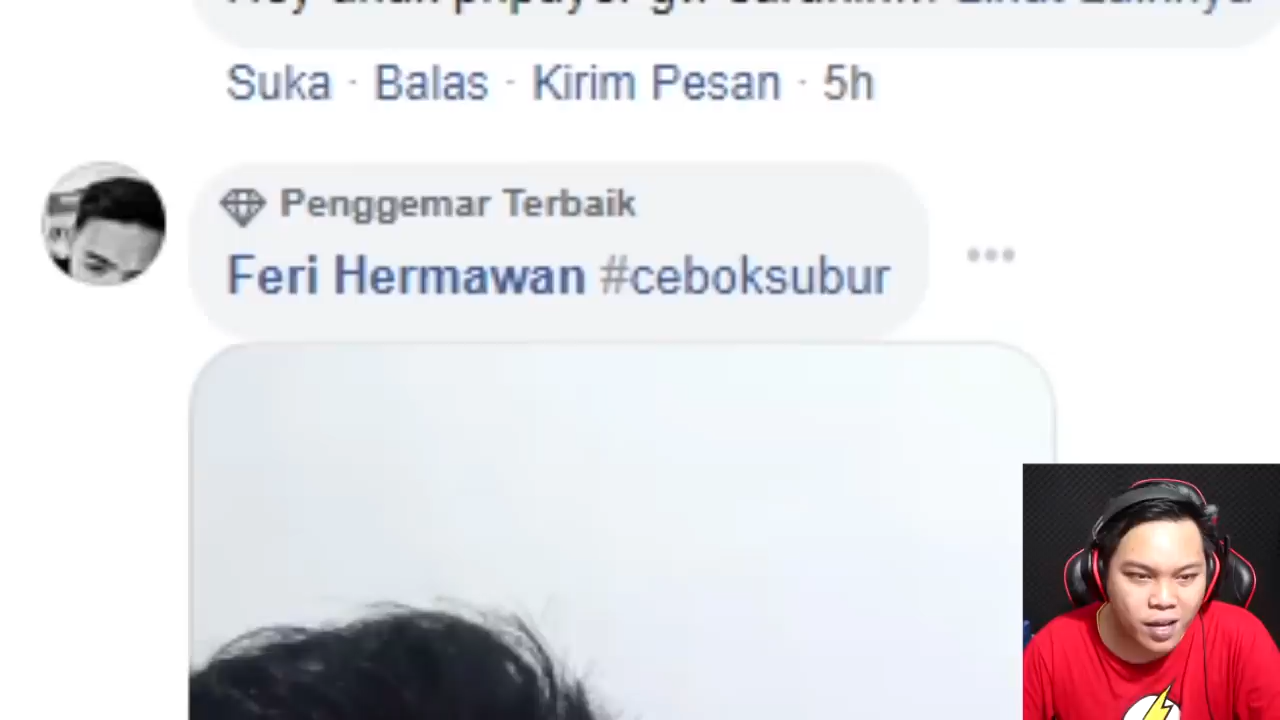 Suka · Balas · Kirim Pesan · 5h
Penggemar Terbaik
Feri Hermawan #ceboksubur